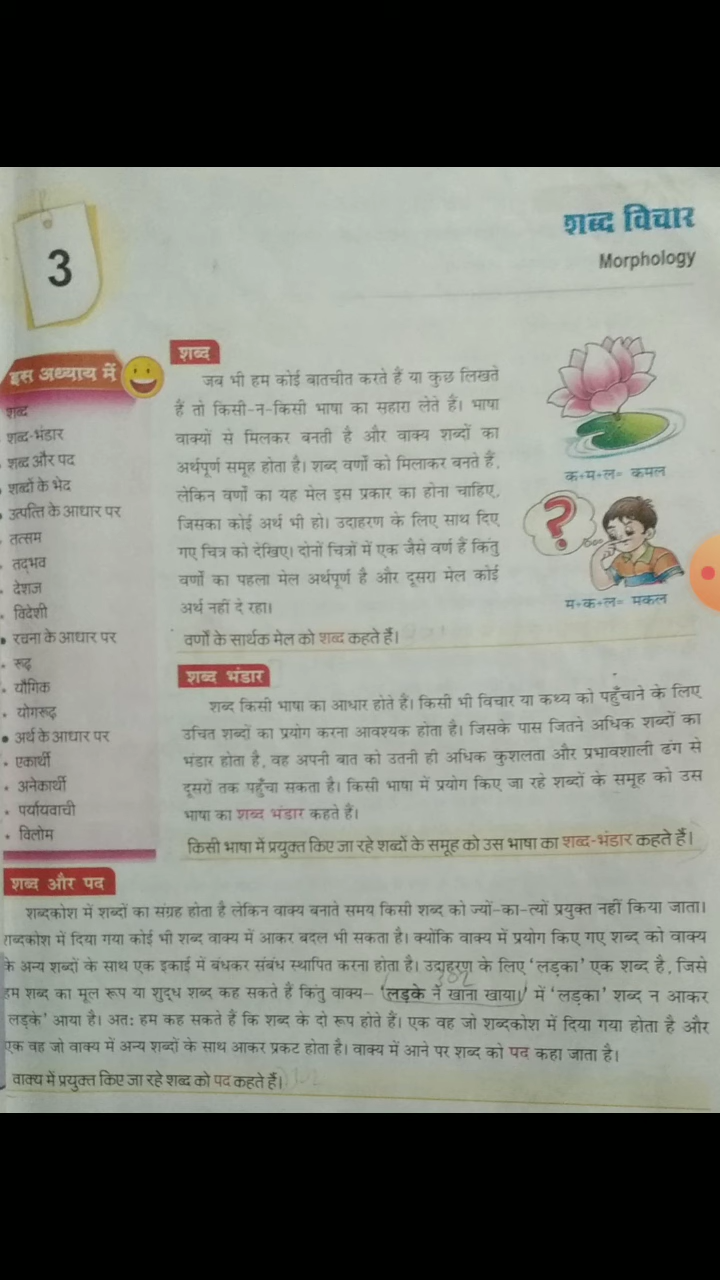 3
शब्द विचार
Morphology
इस अध्याय में
शब्द
शब्द-भंडार
शब्द और पद
शब्दों के भेद
उत्पत्ति के आधार पर
तत्सम
तद्भव
देशज
विदेशी
रचना के आधार पर
रूढ़
यौगिक
योगरूढ़
अर्थ के आधार पर
एकार्थी
अनेकार्थी
पर्यायवाची
विलोम
शब्द
जब भी हम कोई बातचीत करते हैं या कुछ लिखते
हैं तो किसी-न-किसी भाषा का सहारा लेते हैं। भाषा
वाक्यों से मिलकर बनती है और वाक्य शब्दों का
अर्थपूर्ण समूह होता है। शब्द वर्णों को मिलाकर बनते हैं,
लेकिन वर्णों का यह मेल इस प्रकार का होना चाहिए,
जिसका कोई अर्थ भी हो। उदाहरण के लिए साथ दिए
गए चित्र को देखिए। दोनों चित्रों में एक जैसे वर्ण हैं किंतु
वर्णों का पहला मेल अर्थपूर्ण है और दूसरा मेल कोई
अर्थ नहीं दे रहा।
क+म+ल= कमल
?
म+क+ल= मकल
वर्णों के सार्थक मेल को शब्द कहते हैं।
शब्द भंडार
शब्द किसी भाषा का आधार होते हैं। किसी भी विचार या कथ्य को पहुँचाने के लिए
उचित शब्दों का प्रयोग करना आवश्यक होता है। जिसके पास जितने अधिक शब्दों का
भंडार होता है, वह अपनी बात को उतनी ही अधिक कुशलता और प्रभावशाली ढंग से
दूसरों तक पहुँचा सकता है। किसी भाषा में प्रयोग किए जा रहे शब्दों के समूह को उस
भाषा का शब्द भंडार कहते हैं।
किसी भाषा में प्रयुक्त किए जा रहे शब्दों के समूह को उस भाषा का शब्द-भंडार कहते हैं।
शब्द और पद
शब्दकोश में शब्दों का संग्रह होता है लेकिन वाक्य बनाते समय किसी शब्द को ज्यों-का-त्यों प्रयुक्त नहीं किया जाता।
शब्दकोश में दिया गया कोई भी शब्द वाक्य में आकर बदल भी सकता है। क्योंकि वाक्य में प्रयोग किए गए शब्द को वाक्य
के अन्य शब्दों के साथ एक इकाई में बंधकर संबंध स्थापित करना होता है। उदाहरण के लिए 'लड़का' एक शब्द है, जिसे
हम शब्द का मूल रूप या शुद्ध शब्द कह सकते हैं किंतु वाक्य– 'लड़के ने खाना खाया।' में 'लड़का' शब्द न आकर
लड़के' आया है। अतः हम कह सकते हैं कि शब्द के दो रूप होते हैं। एक वह जो शब्दकोश में दिया गया होता है और
एक वह जो वाक्य में अन्य शब्दों के साथ आकर प्रकट होता है। वाक्य में आने पर शब्द को पद कहा जाता है।
वाक्य में प्रयुक्त किए जा रहे शब्द को पद कहते हैं।